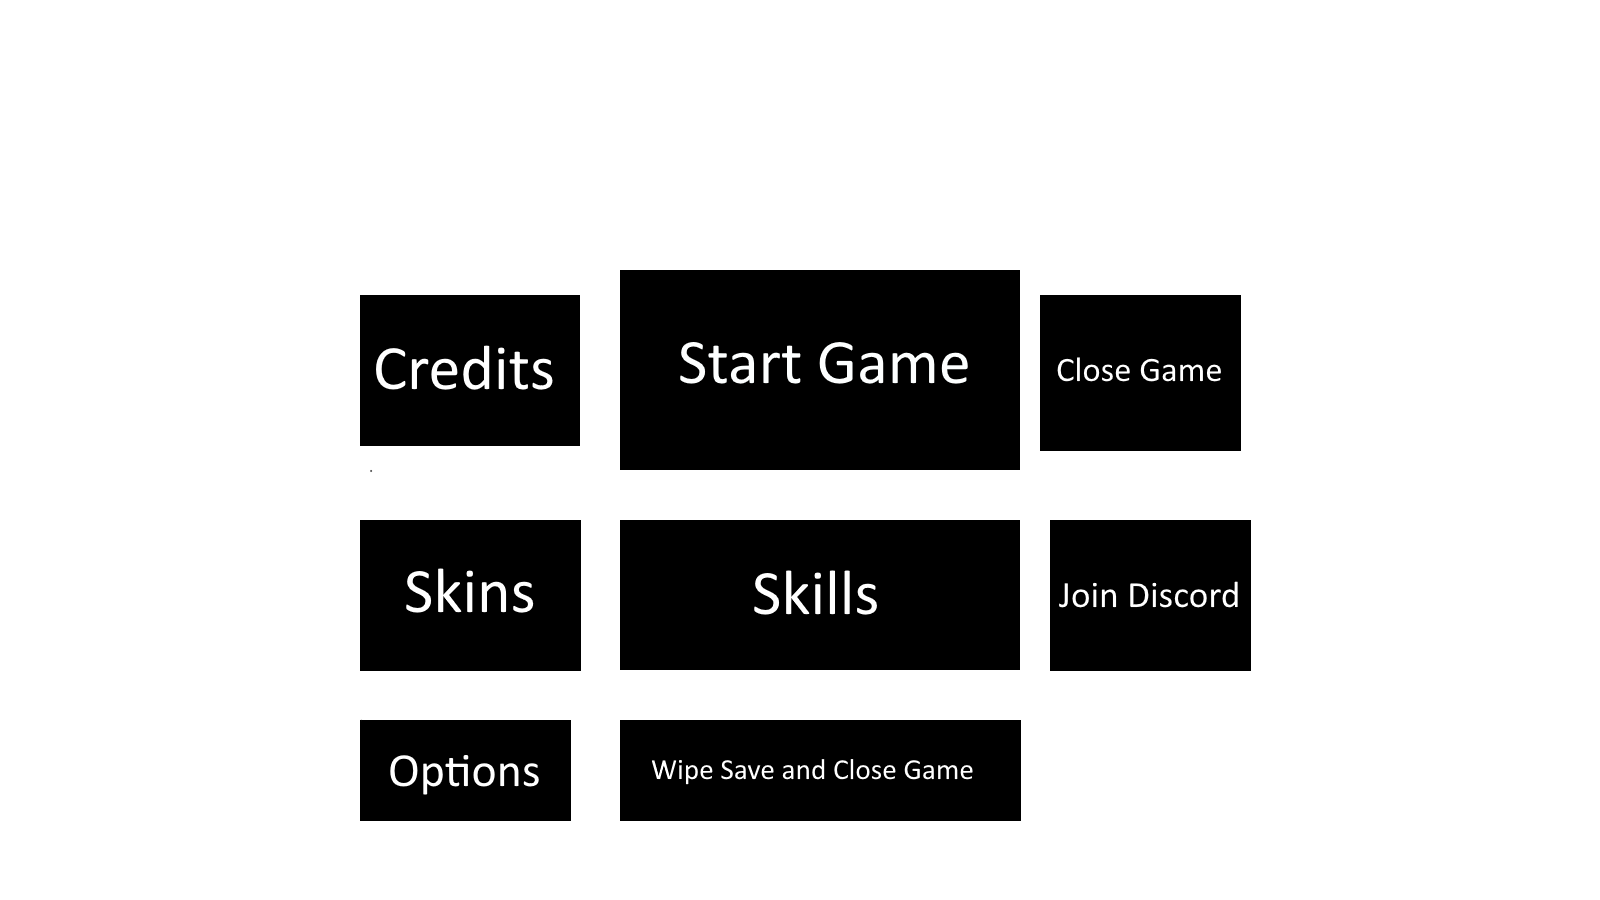 Credits
Start Game
Close Game
.
Skins
Skills
Join Discord
Options
Wipe Save and Close Game